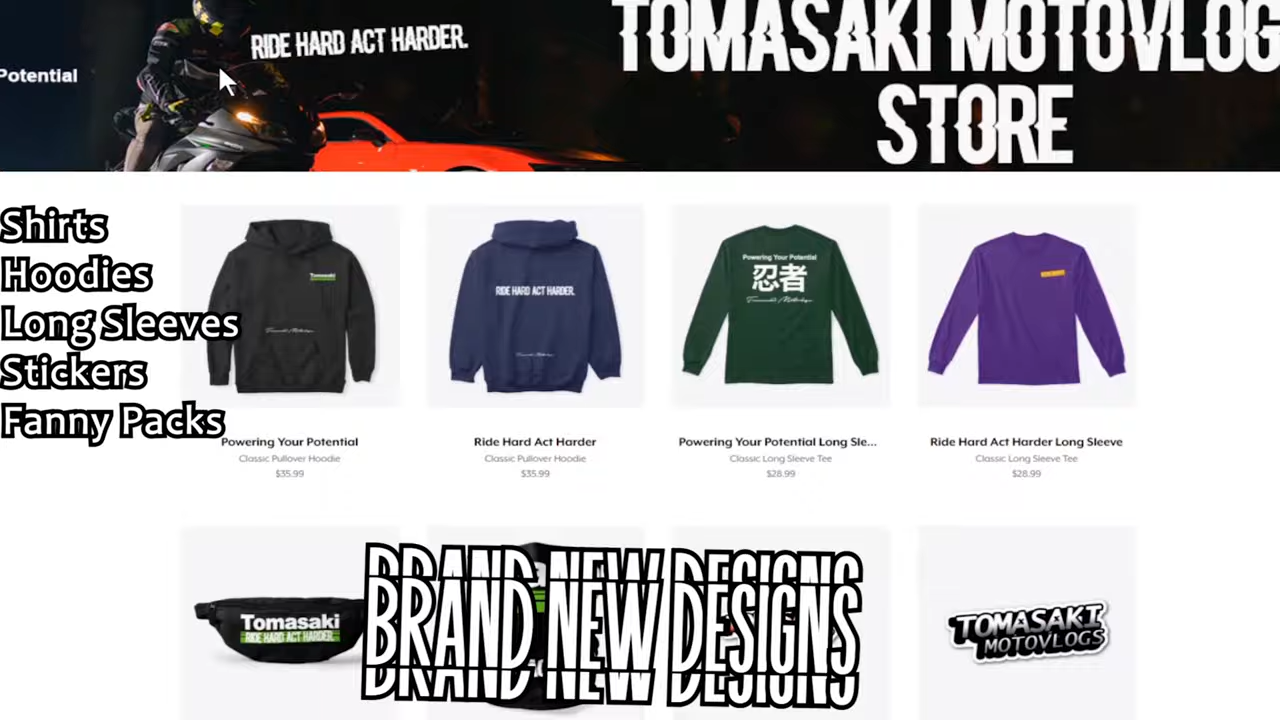 RIDE HARD ACT HARDER.
TOMASAKI MOTOVLOG
STORE
Potential
Shirts
Hoodies
Long Sleeves
Stickers
Fanny Packs
Tomasaki
RIDE HARD ACT HARDER.
Powering Your Potential
忍者
Tomasaki Motovlogs
Powering Your Potential
Classic Pullover Hoodie
$35.99
Ride Hard Act Harder
Classic Pullover Hoodie
$35.99
Powering Your Potential Long Sle...
Classic Long Sleeve Tee
$28.99
Ride Hard Act Harder Long Sleeve
Classic Long Sleeve Tee
$28.99
Tomasaki
RIDE HARD ACT HARDER.
BRAND NEW DESIGNS
TOMASAKI
MOTOVLOGS